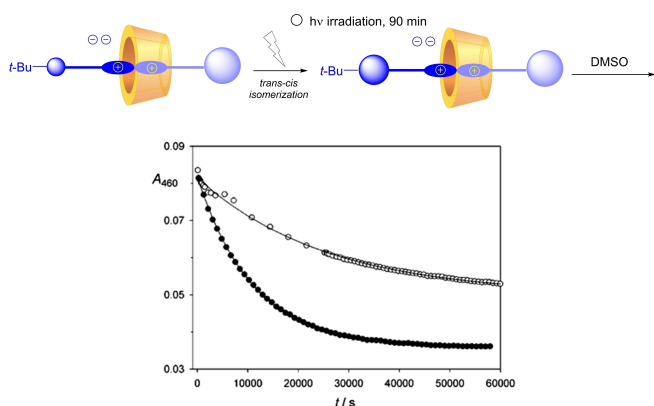 ○ hν irradiation, 90 min
t-Bu
⊖⊖
⊕ ⊕
trans-cis
isomerization
t-Bu
⊖⊖
⊕ ⊕
DMSO
0.09
A460
0.07
0.05
0.03
0 10000 20000 30000 40000 50000 60000
t / s